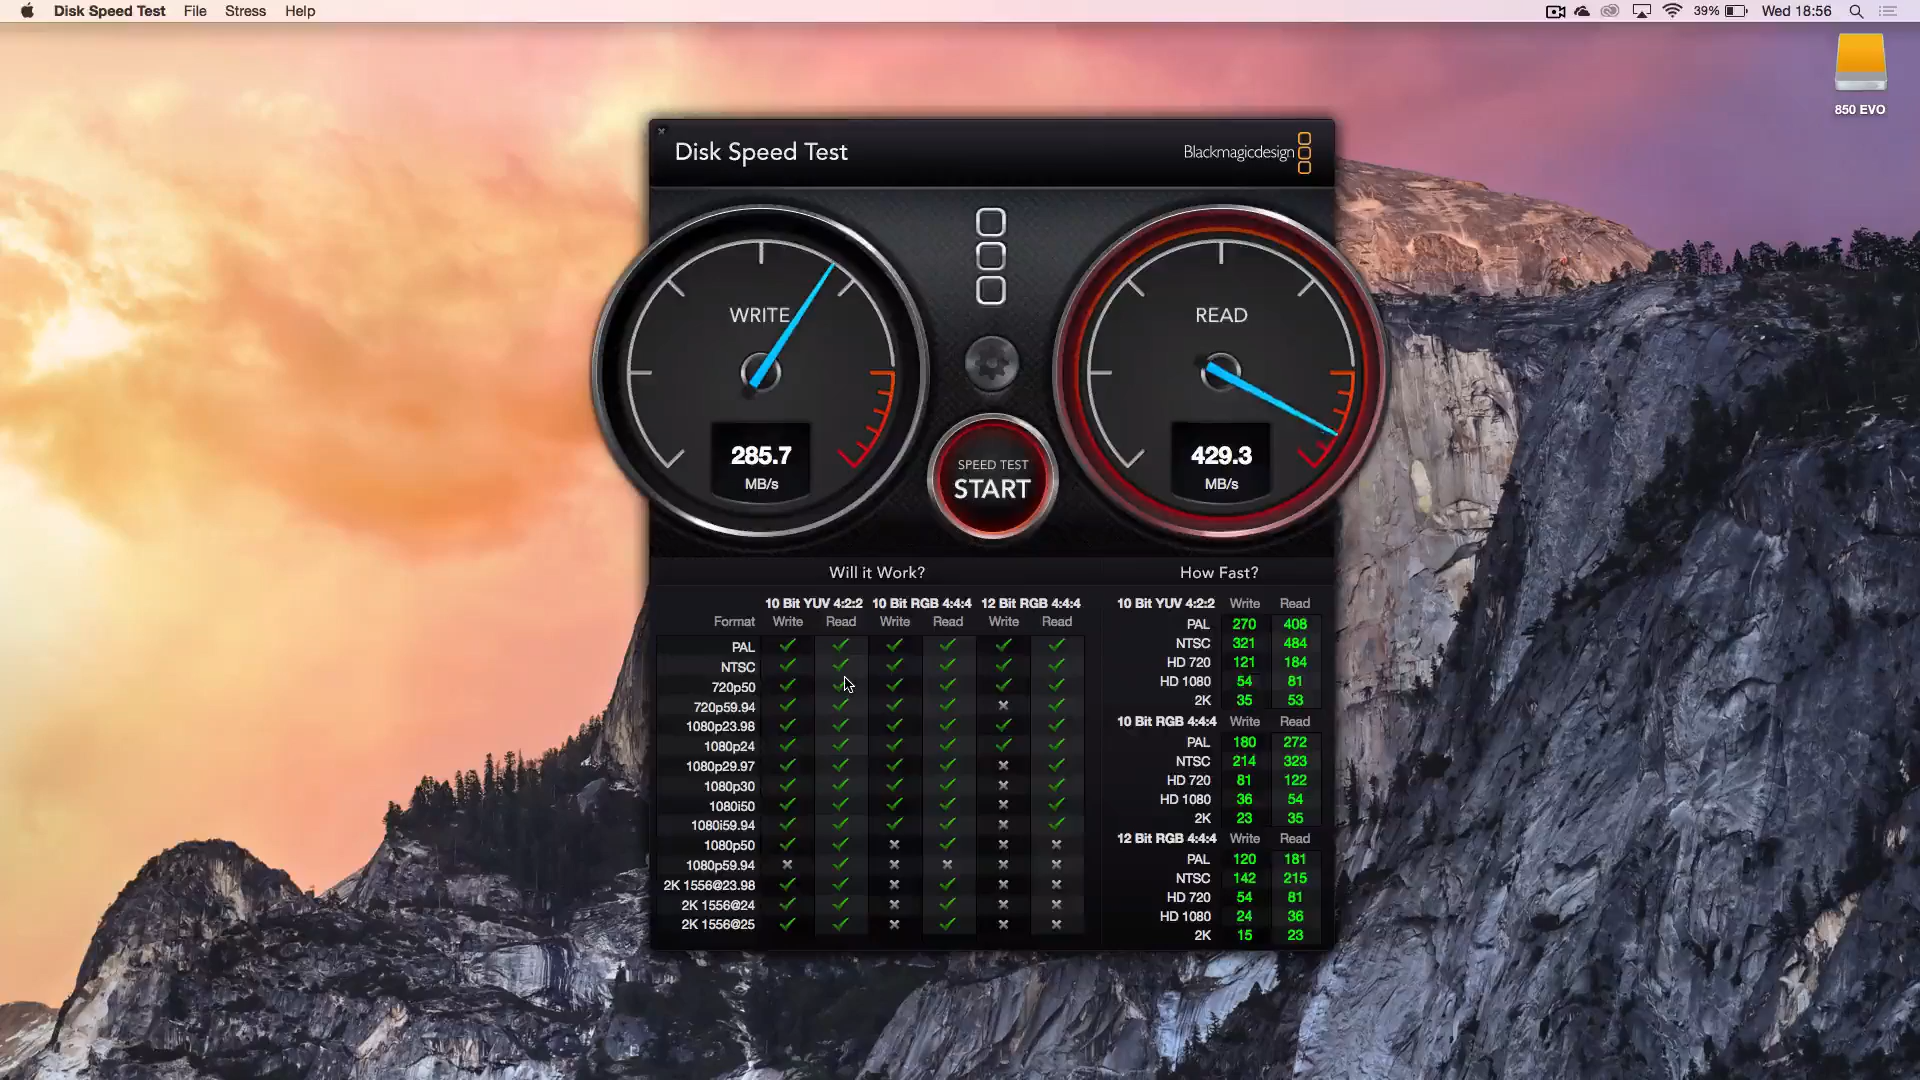 Disk Speed Test File Stress Help 39% Wed 18:56
850 EVO
Disk Speed Test
Blackmagicdesign
WRITE
285.7
MB/s
SPEED TEST
START
READ
429.3
MB/s
Will it Work?
10 Bit YUV 4:2:2 10 Bit RGB 4:4:4 12 Bit RGB 4:4:4
Format Write Read Write Read Write Read
PAL
NTSC
720p50
720p59.94
1080p23.98
1080p24
1080p29.97
1080p30
1080i50
1080i59.94
1080p50
1080p59.94
2K 1556@23.98
2K 1556@24
2K 1556@25
How Fast?
10 Bit YUV 4:2:2 Write Read
PAL 270 408
NTSC 321 484
HD 720 121 184
HD 1080 54 81
2K 35 53
10 Bit RGB 4:4:4 Write Read
PAL 180 272
NTSC 214 323
HD 720 81 122
HD 1080 36 54
2K 23 35
12 Bit RGB 4:4:4 Write Read
PAL 120 181
NTSC 142 215
HD 720 54 81
HD 1080 24 36
2K 15 23